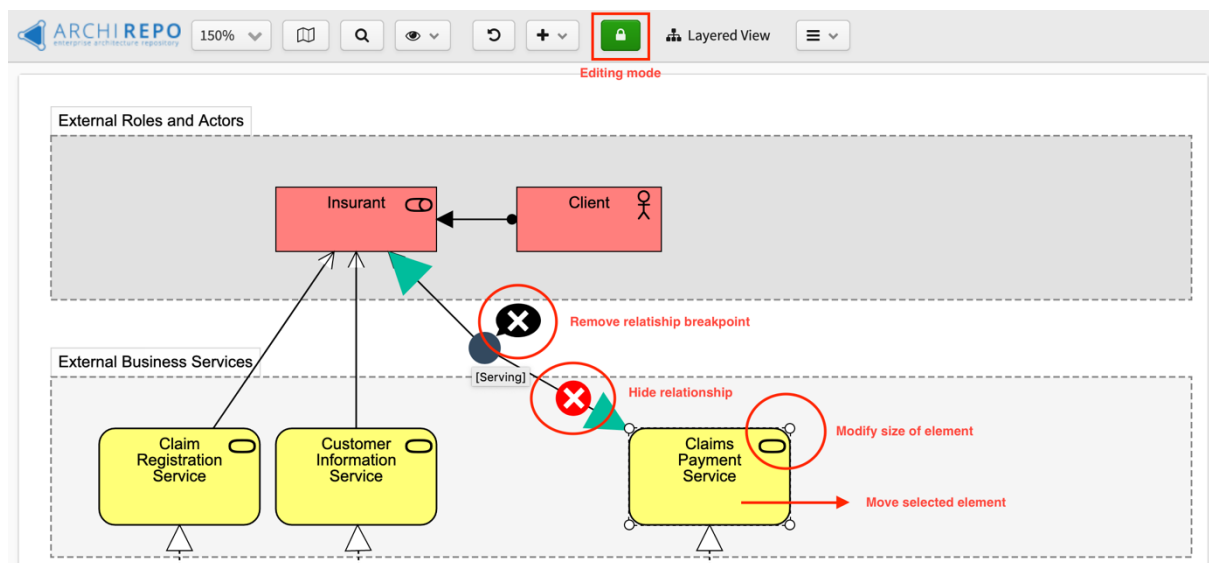 ARCHI REPO
enterprise architecture repository
150%
Layered View
Editing mode
External Roles and Actors
Insurant
Client
Remove relatiship breakpoint
External Business Services
[Serving]
Hide relationship
Claim
Registration
Service
Customer
Information
Service
Claims
Payment
Service
Modify size of element
Move selected element